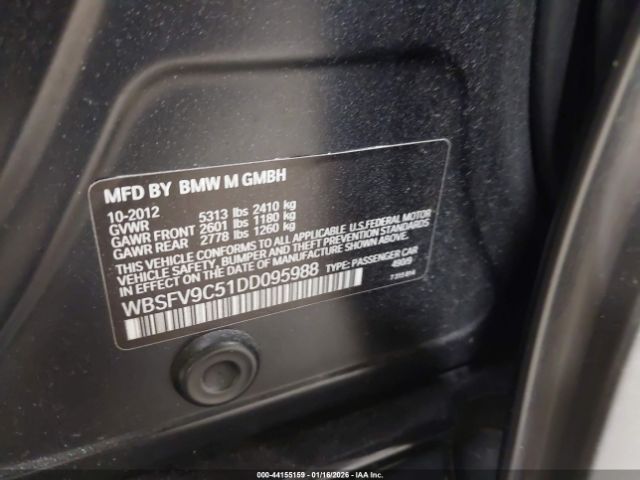 MFD BY BMW M GMBH
10-2012
GVWR 5313 lbs 2410 kg
GAWR FRONT 2601 lbs 1180 kg
GAWR REAR 2778 lbs 1260 kg
THIS VEHICLE CONFORMS TO ALL APPLICABLE U.S.FEDERAL MOTOR
VEHICLE SAFETY, BUMPER, AND THEFT PREVENTION STANDARDS
IN EFFECT ON THE DATE OF MANUFACTURE SHOWN ABOVE.
WBSFV9C51DD095988 TYPE: PASSENGER CAR
490/9
000-44155159 | 01/16/2026 | IAA Inc.